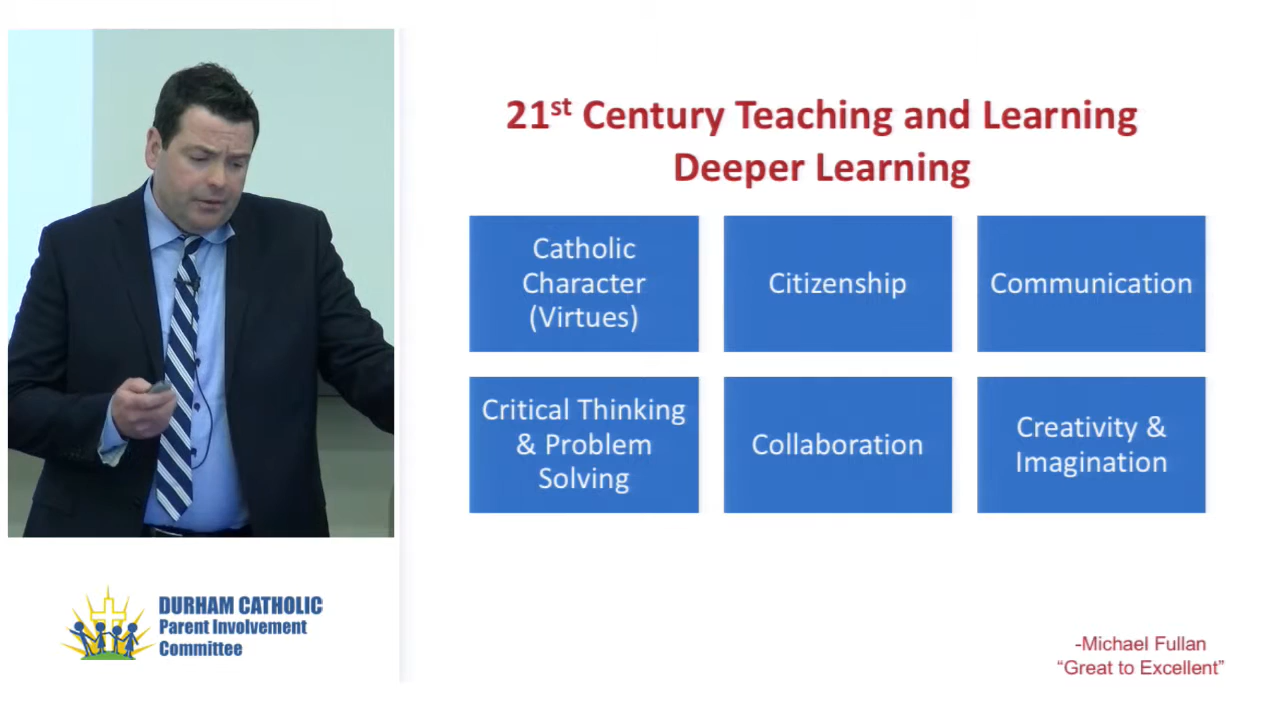 21st Century Teaching and Learning
Deeper Learning
Catholic
Character
(Virtues)
Citizenship
Communication
Critical Thinking
& Problem
Solving
Collaboration
Creativity &
Imagination
DURHAM CATHOLIC
Parent Involvement
Committee
-Michael Fullan
“Great to Excellent”